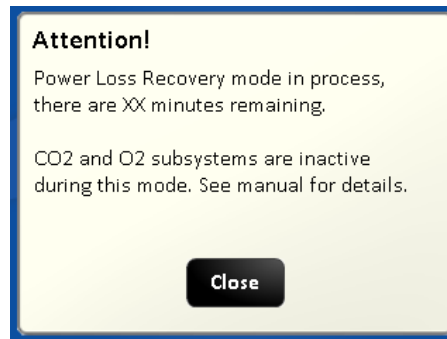 Attention!
Power Loss Recovery mode in process,
there are XX minutes remaining.
CO2 and O2 subsystems are inactive
during this mode. See manual for details.
Close